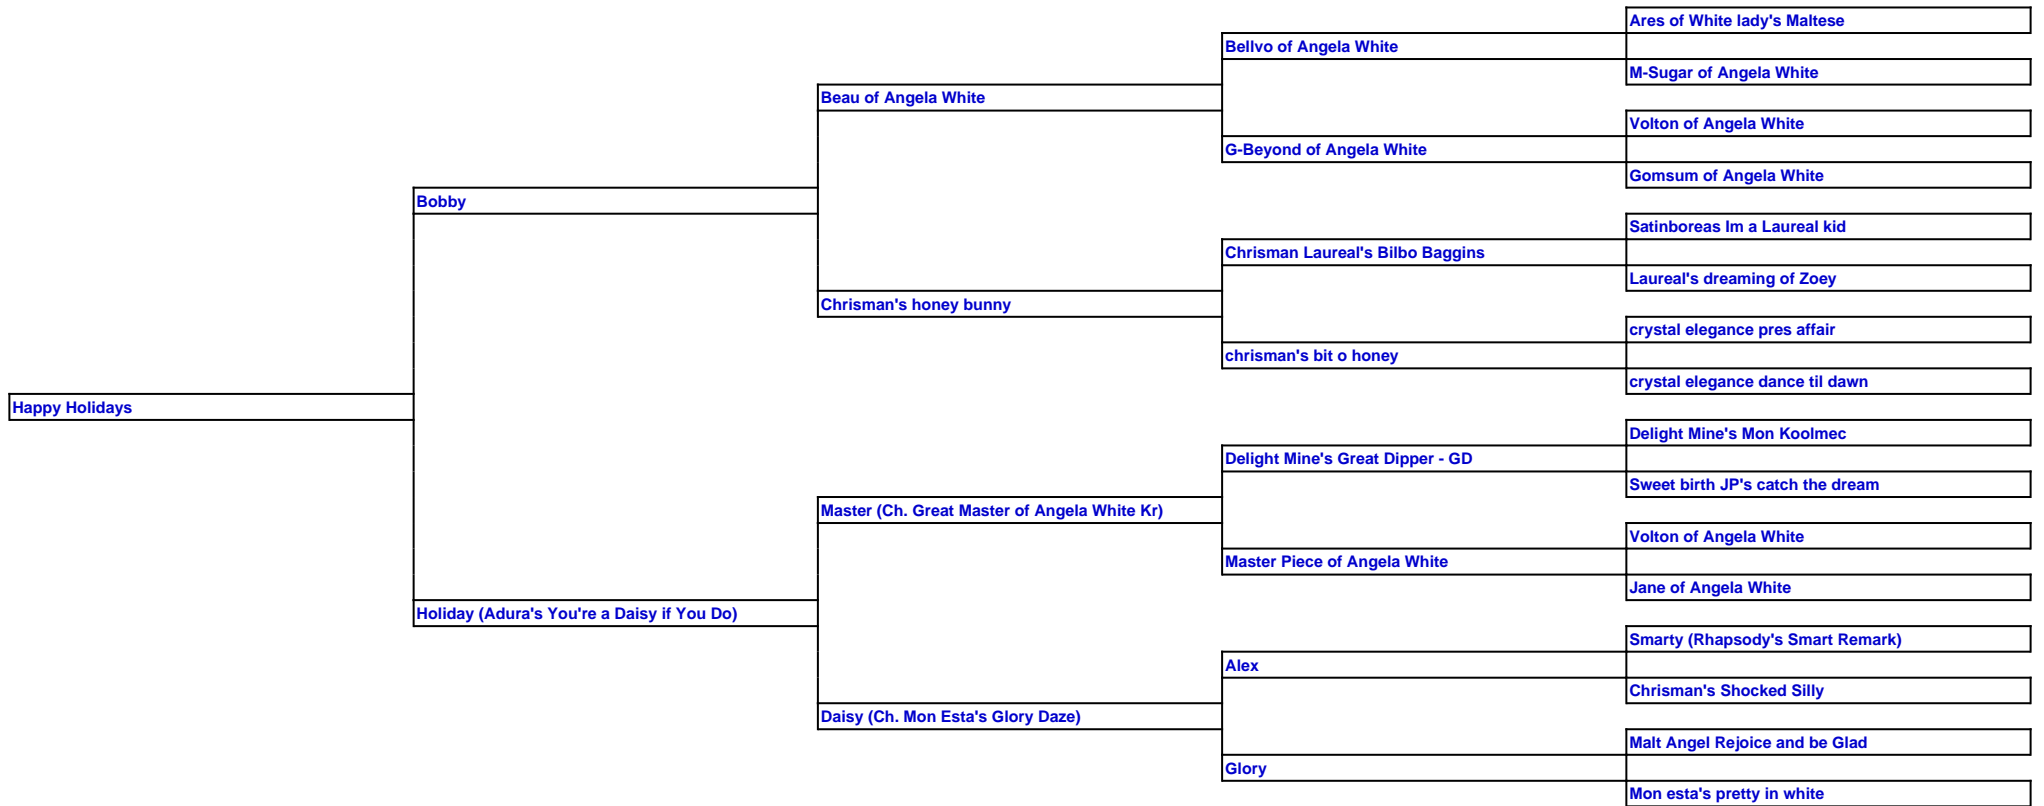 Ares of White lady's Maltese
Bellvo of Angela White
M-Sugar of Angela White
Beau of Angela White
Volton of Angela White
G-Beyond of Angela White
Gomsum of Angela White
Bobby
Satinboreas Im a Laureal kid
Chrisman Laureal's Bilbo Baggins
Laureal's dreaming of Zoey
Chrisman's honey bunny
crystal elegance pres affair
chrisman's bit o honey
crystal elegance dance til dawn
Happy Holidays
Delight Mine's Mon Koolmec
Delight Mine's Great Dipper - GD
Sweet birth JP's catch the dream
Master (Ch. Great Master of Angela White Kr)
Volton of Angela White
Master Piece of Angela White
Jane of Angela White
Holiday (Adura's You're a Daisy if You Do)
Smarty (Rhapsody's Smart Remark)
Alex
Chrisman's Shocked Silly
Daisy (Ch. Mon Esta's Glory Daze)
Malt Angel Rejoice and be Glad
Glory
Mon esta's pretty in white